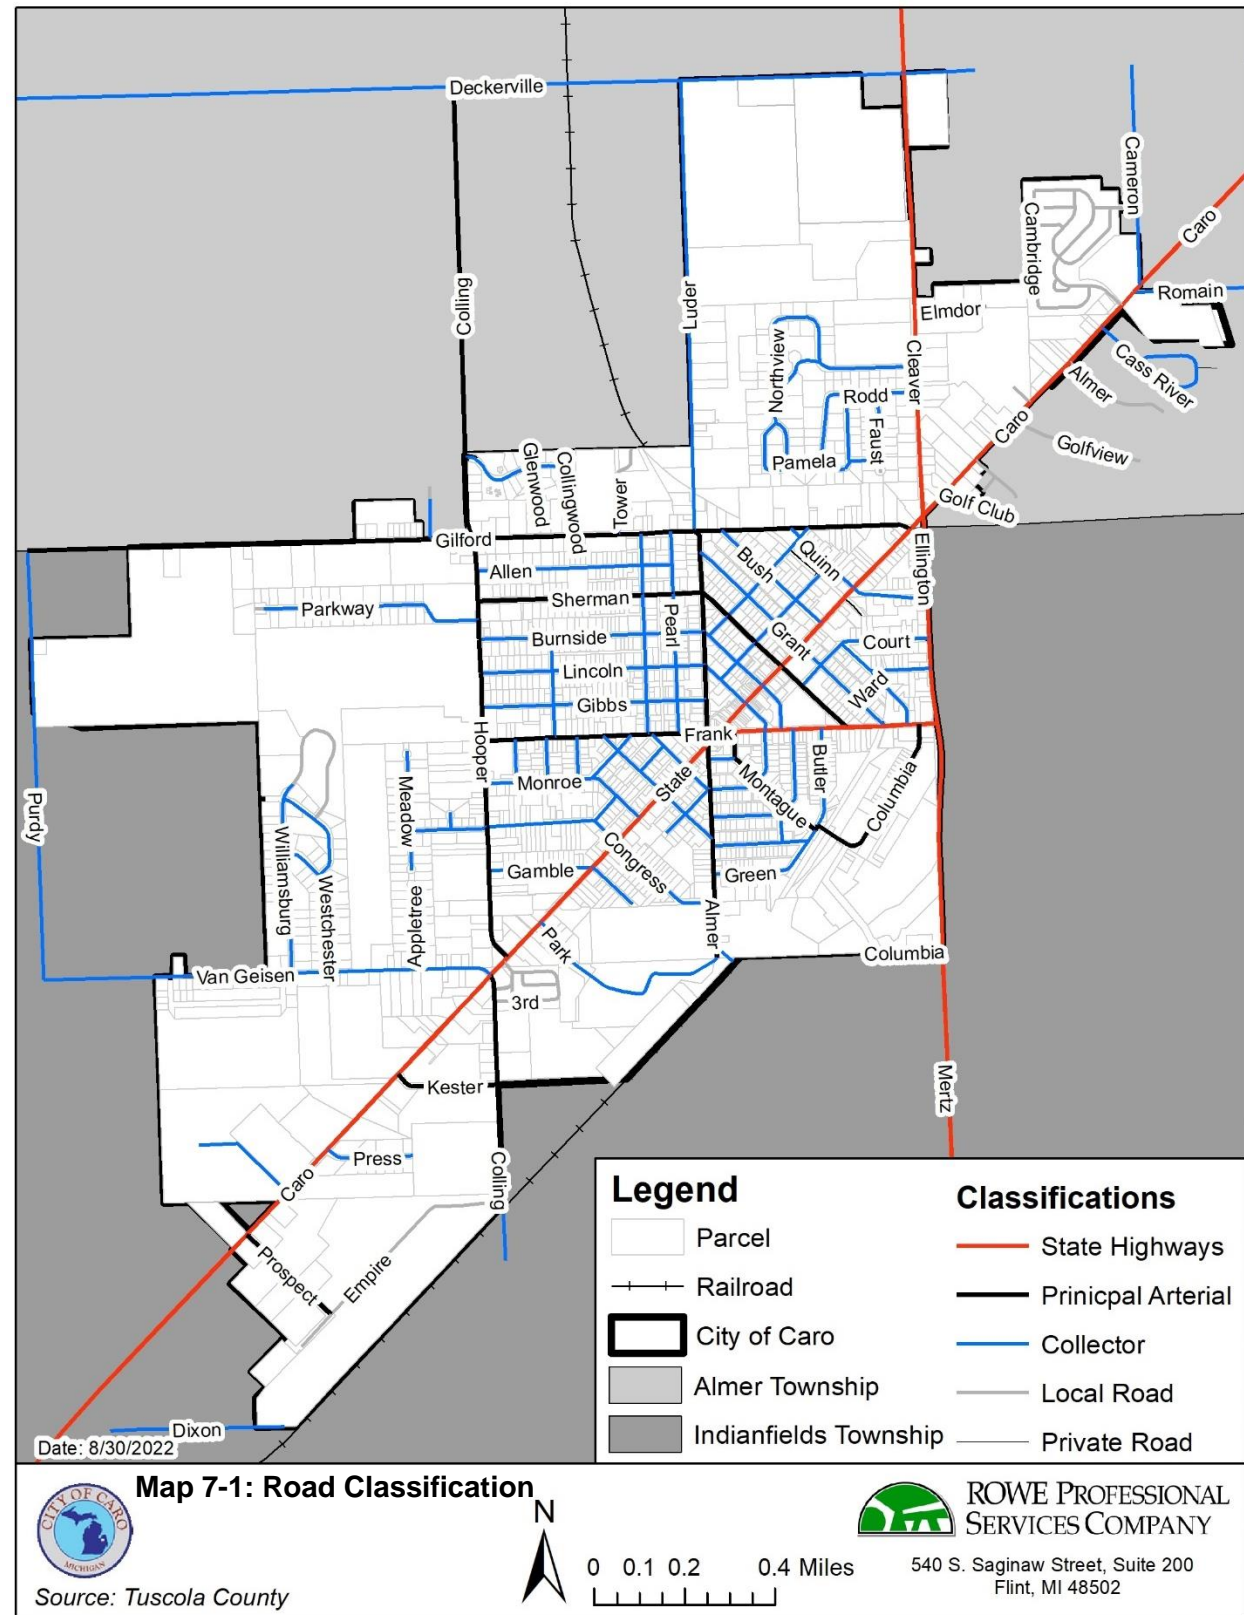 Deckerville
Cameron
Caro
Cambridge
Colling
Luder
Romain
Elmdor
Cleaver
Northview
Cass River
Almer
Rodd
Caro
Faust
Golfview
Glenwood
Collingwood
Tower
Pamela
Golf Club
Gilford
Ellington
Quinn
Bush
Allen
Sherman
Parkway
Pearl
Burnside
Grant
Court
Lincoln
Ward
Gibbs
Hooper
Frank
Butler
Monroe
State
Meadow
Montague
Columbia
Purdy
Williamsburg
Westchester
Congress
Gamble
Green
Appletree
Almer
Park
Columbia
Van Geisen
3rd
Kester
Mertz
Press
Colling
Caro
Prospect
Empire
Dixon
Date: 8/30/2022
Legend
Parcel
Railroad
City of Caro
Almer Township
Indianfields Township
Classifications
State Highways
Prinicpal Arterial
Collector
Local Road
Private Road
Map 7-1: Road Classification
CITY OF CARO
MICHIGAN
Source: Tuscola County
N
0 0.1 0.2 0.4 Miles
ROWE PROFESSIONAL
SERVICES COMPANY
540 S. Saginaw Street, Suite 200
Flint, MI 48502